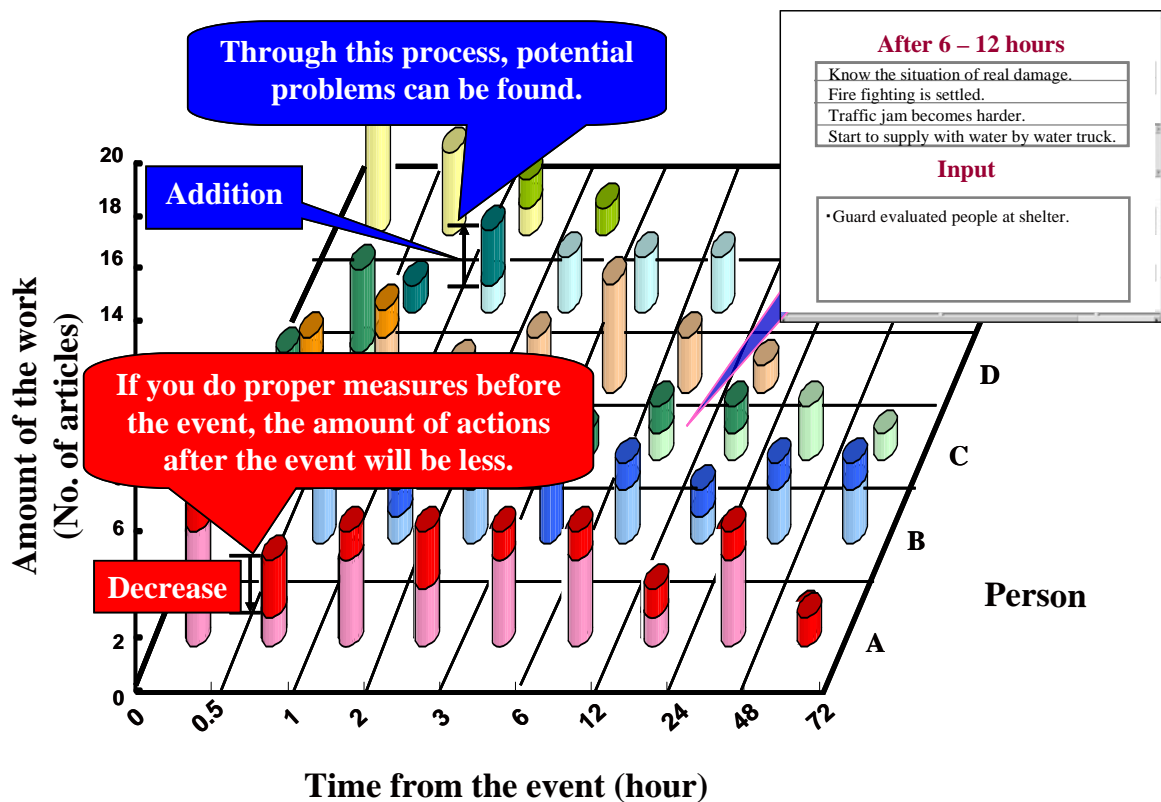 Through this process, potential
problems can be found.
After 6 – 12 hours
Know the situation of real damage.
Fire fighting is settled.
Traffic jam becomes harder.
Start to supply with water by water truck.
Input
・Guard evaluated people at shelter.
Addition
If you do proper measures before
the event, the amount of actions
after the event will be less.
Decrease
Amount of the work
(No. of articles)
20
18
16
14
6
2
0
0
0.5
1
2
3
6
12
24
48
72
Time from the event (hour)
A
B
C
D
Person